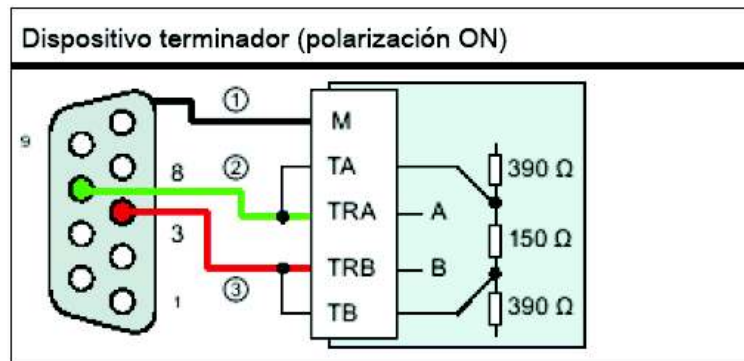 Dispositivo terminador (polarización ON)
①
M
9
②
8
TA
390 Ω
TRA
A
3
150 Ω
TRB
B
③
1
TB
390 Ω